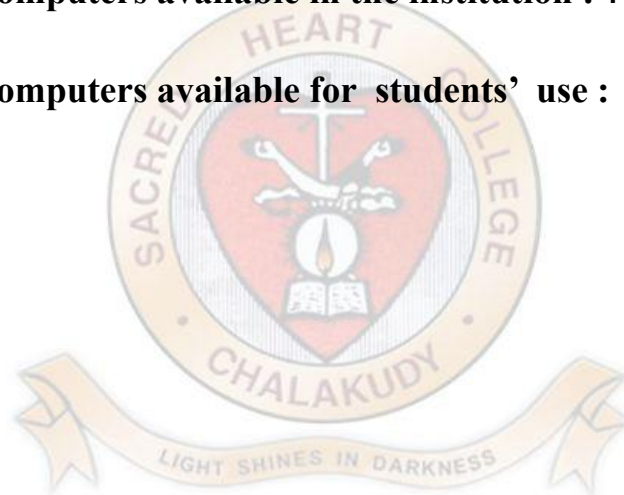 omputers available in the institution :
omputers available for students’ use :
SACRED HEART COLLEGE
CHALAKUDY
LIGHT SHINES IN DARKNESS